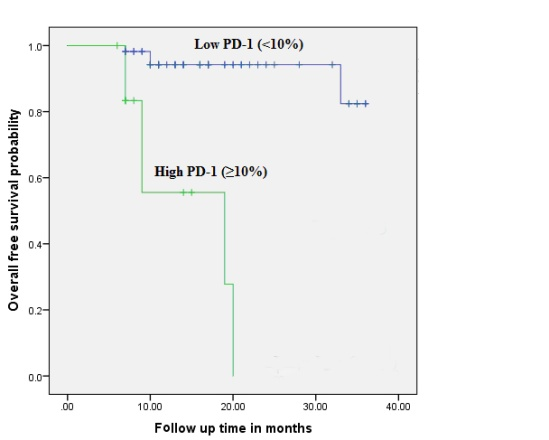 Low PD-1 (<10%)
High PD-1 (≥10%)
Overall free survival probability
1.0
0.8
0.6
0.4
0.2
0.0
.00 10.00 20.00 30.00 40.00
Follow up time in months